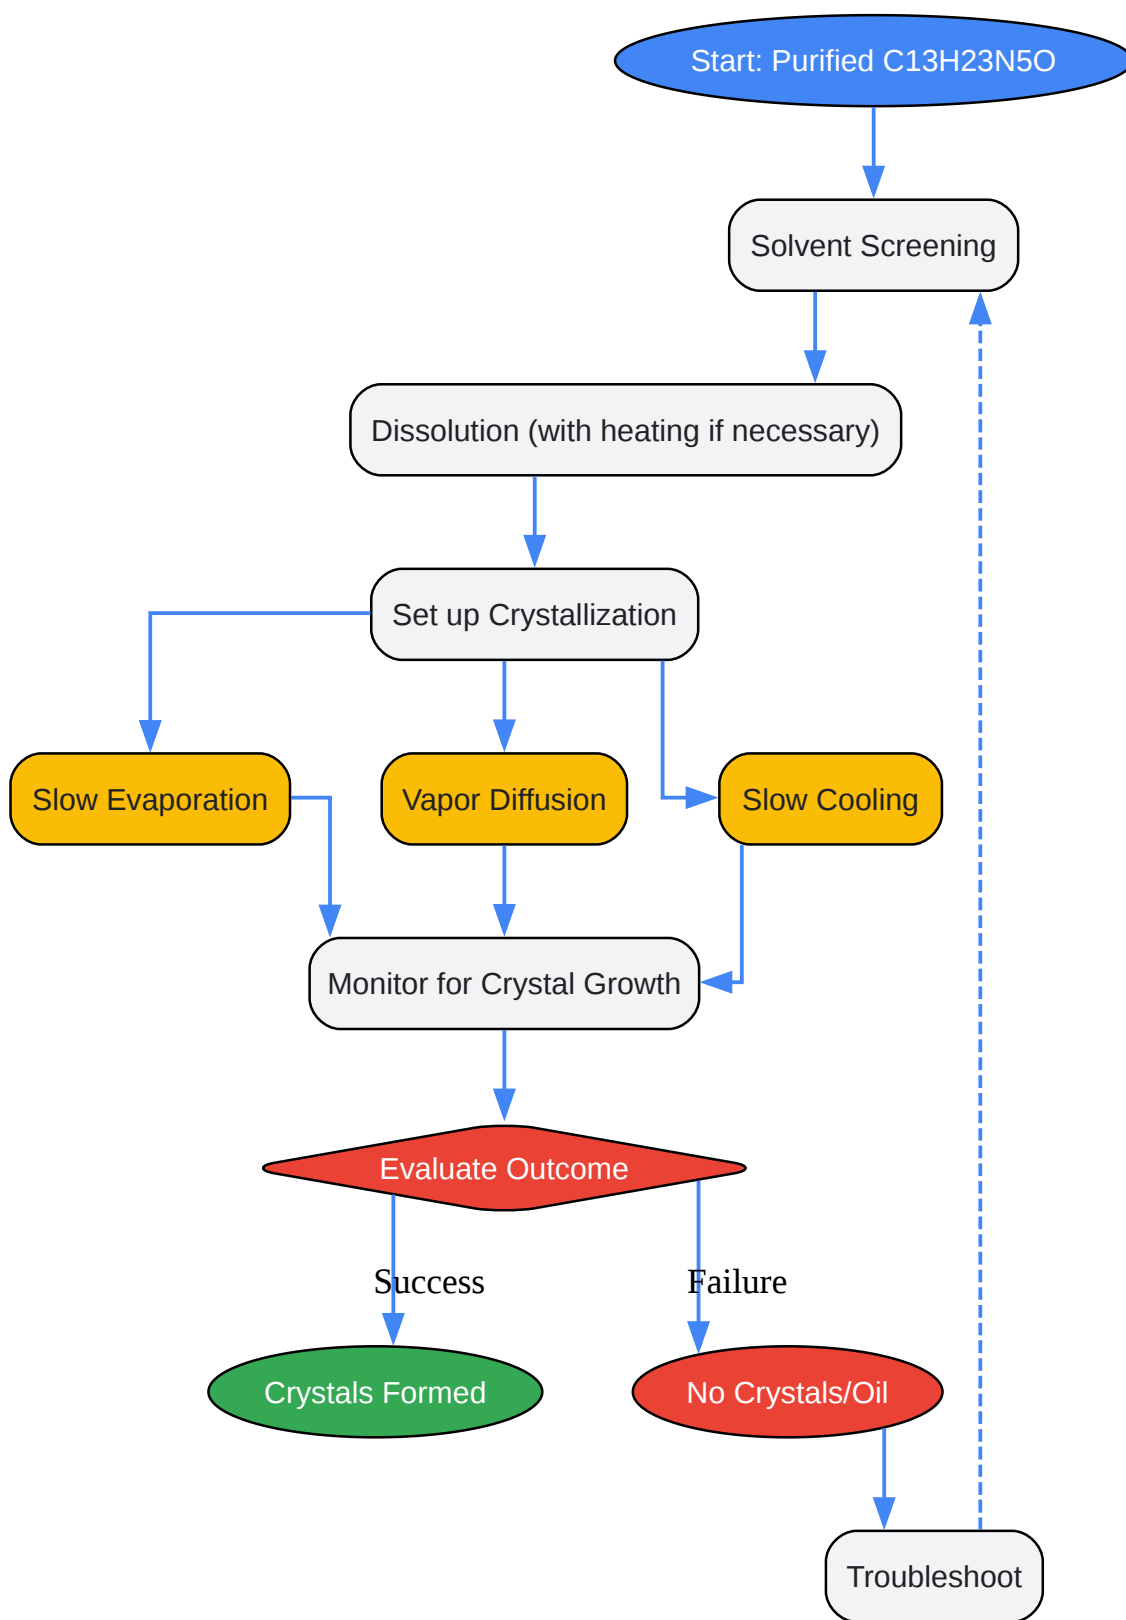 Start: Purified C13H23N5O
Solvent Screening
Dissolution (with heating if necessary)
Set up Crystallization
Slow Evaporation
Vapor Diffusion
Slow Cooling
Monitor for Crystal Growth
Evaluate Outcome
Success
Failure
Crystals Formed
No Crystals/Oil
Troubleshoot